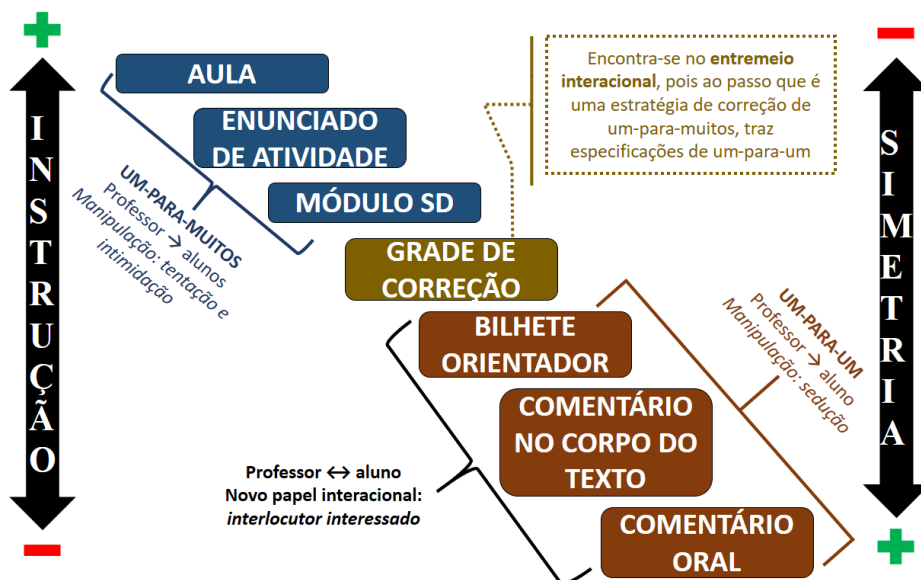 INSTRUÇÃO
AULA
ENUNCIADO
DE ATIVIDADE
MÓDULO SD
UM-PARA-MUITOS
Professor → alunos
Manipulação: tentação e
intimidação
Encontra-se no entremeio
interacional, pois ao passo que é
uma estratégia de correção de
um-para-muitos, traz
especificações de um-para-um
GRADE DE
CORREÇÃO
BILHETE
ORIENTADOR
COMENTÁRIO
NO CORPO DO
TEXTO
COMENTÁRIO
ORAL
UM-PARA-UM
Professor → aluno
Manipulação: sedução
Professor ↔ aluno
Novo papel interacional:
interlocutor interessado
SIMETRIA